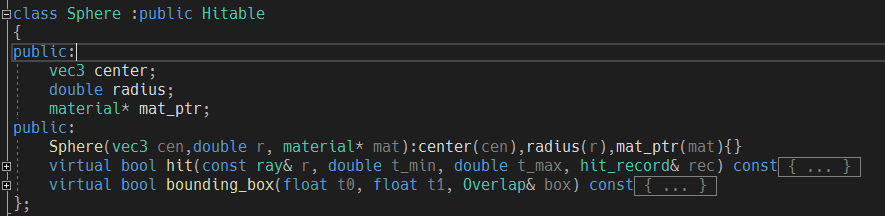 class Sphere :public Hitable
{
public:
    vec3 center;
    double radius;
    material* mat_ptr;
public:
    Sphere(vec3 cen,double r, material* mat):center(cen),radius(r),mat_ptr(mat){}
    virtual bool hit(const ray& r, double t_min, double t_max, hit_record& rec) const{ ... }
    virtual bool bounding_box(float t0, float t1, Overlap& box) const{ ... }
};